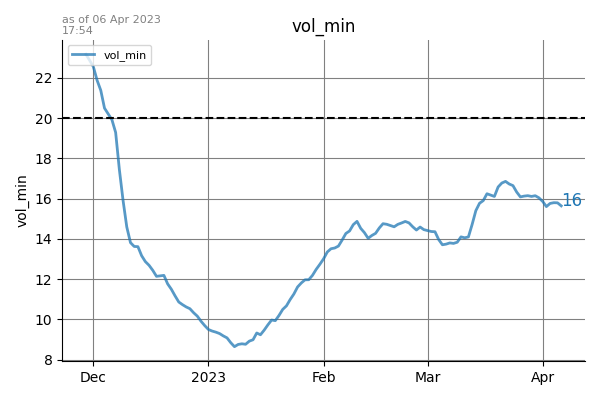 as of 06 Apr 2023
17:54
vol_min
vol_min
22
20
18
16
14
12
10
8
vol_min
16
Dec
2023
Feb
Mar
Apr